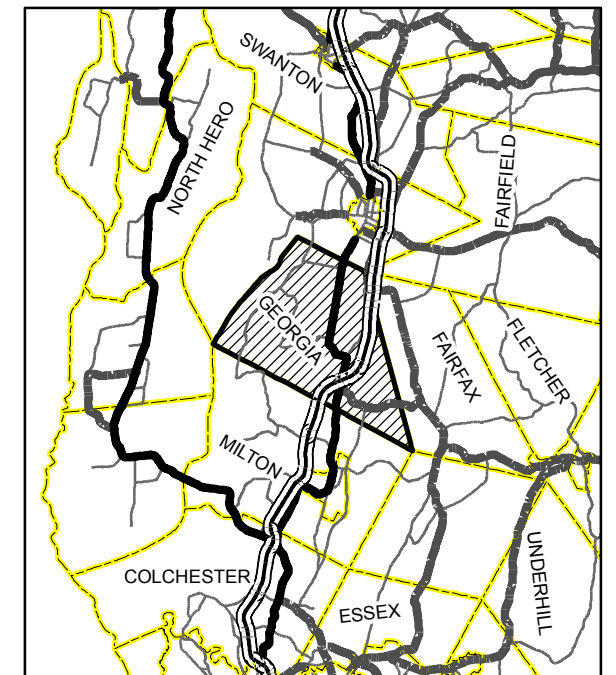 SWANTON
NORTH HERO
FAIRFIELD
GEORGIA
FAIRFAX
FLETCHER
MILTON
COLCHESTER
ESSEX
UNDERHILL